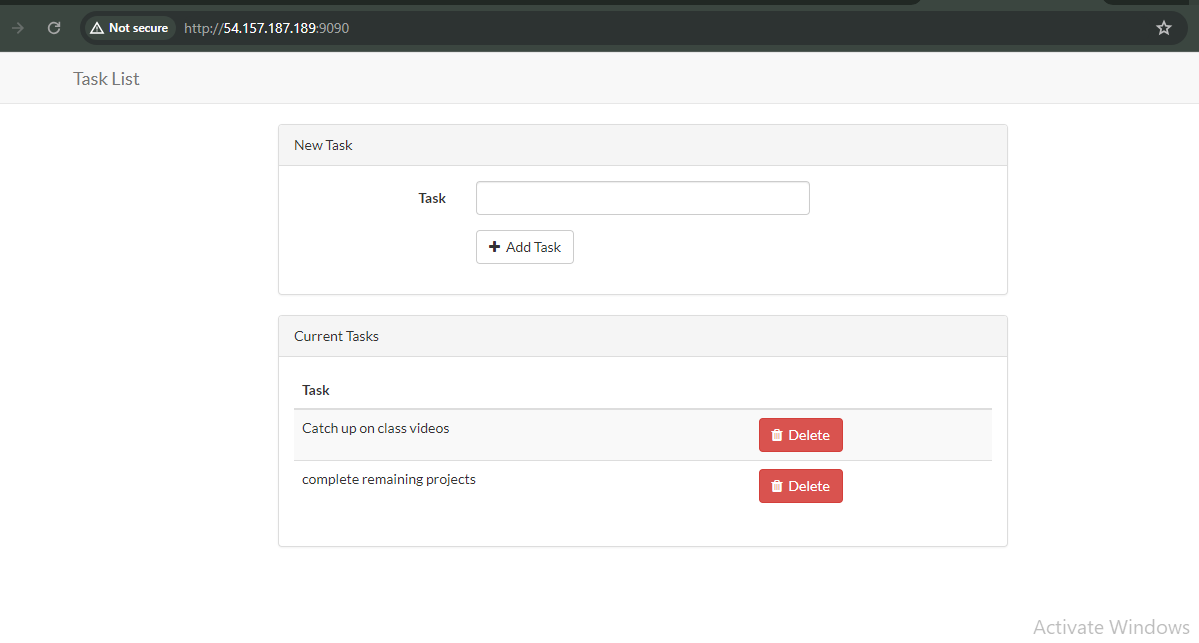 Not secure http://54.157.187.189:9090
Task List
New Task
Task
Add Task
Current Tasks
Task
Catch up on class videos Delete
complete remaining projects Delete
Activate Windows